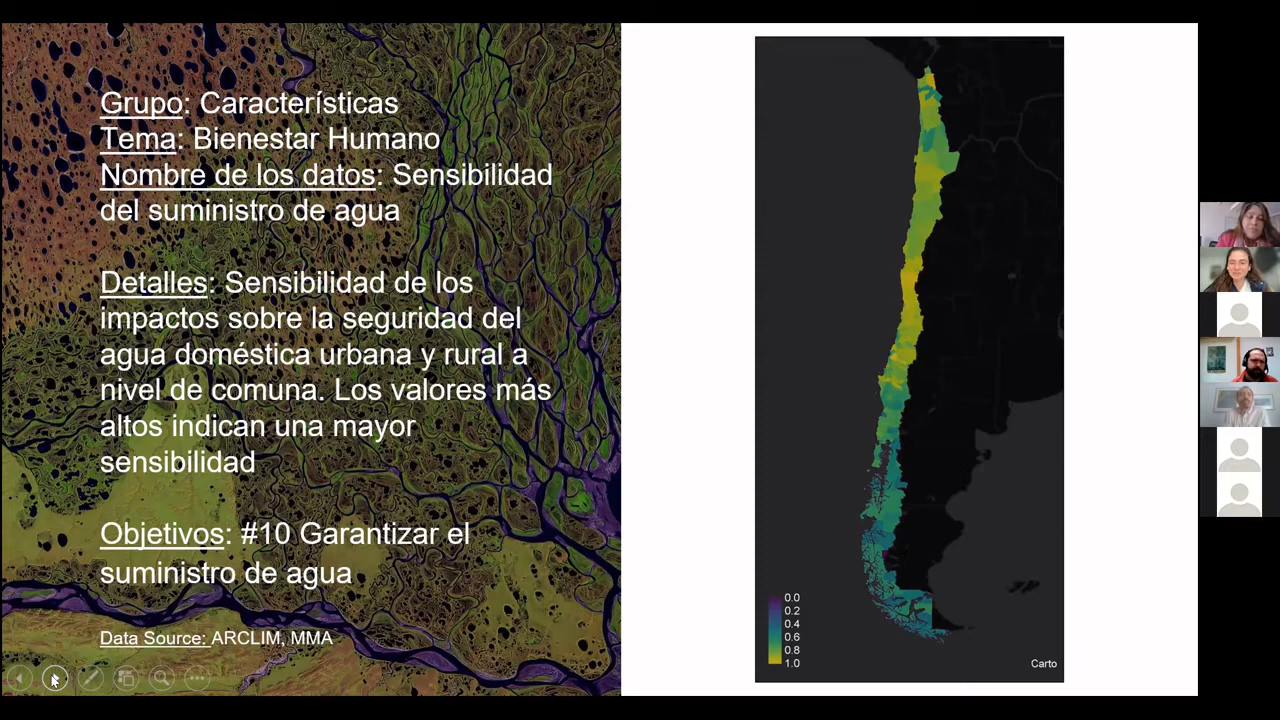 Grupo: Características
Tema: Bienestar Humano
Nombre de los datos: Sensibilidad
del suministro de agua
Detalles: Sensibilidad de los
impactos sobre la seguridad del
agua doméstica urbana y rural a
nivel de comuna. Los valores más
altos indican una mayor
sensibilidad
Objetivos: #10 Garantizar el
suministro de agua
Data Source: ARCLIM, MMA
0.0
0.2
0.4
0.6
0.8
1.0
Carto